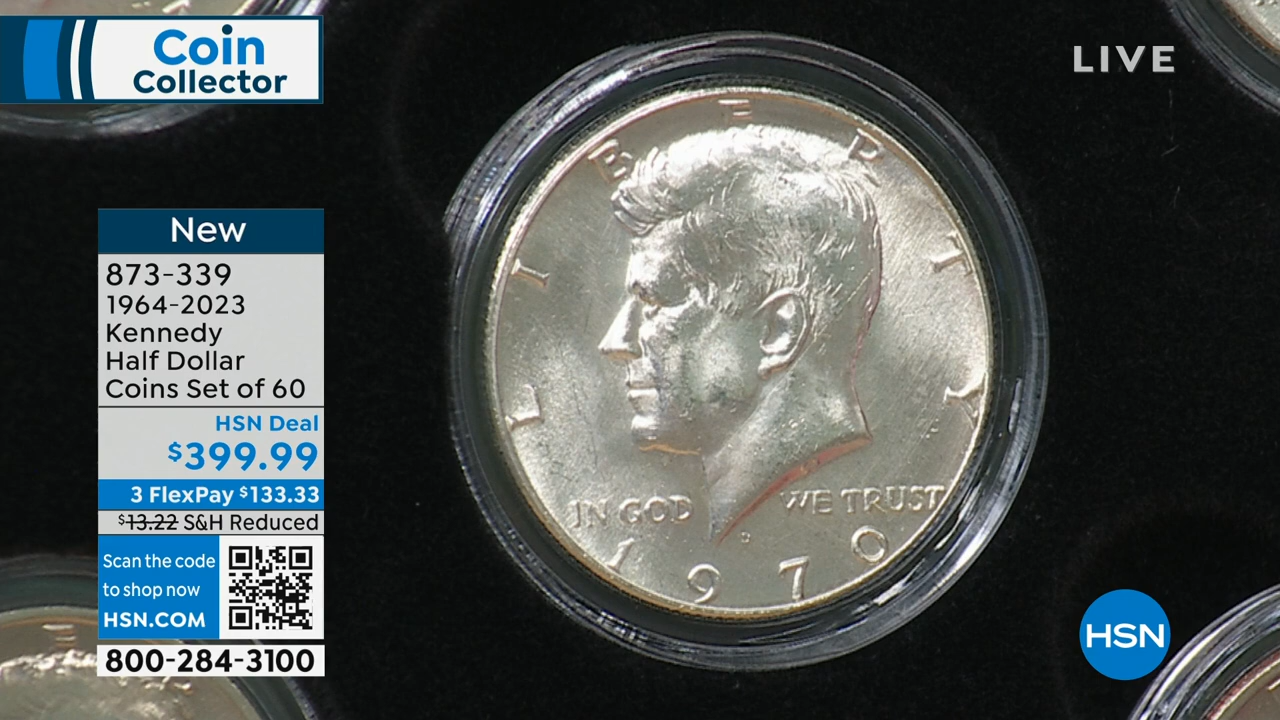 Coin
Collector
LIVE
New
873-339
1964-2023
Kennedy
Half Dollar
Coins Set of 60
HSN Deal
$399.99
3 FlexPay $133.33
$13.22 S&H Reduced
Scan the code
to shop now
HSN.COM
800-284-3100
LIBERTY
IN GOD WE TRUST
D
1970
HSN